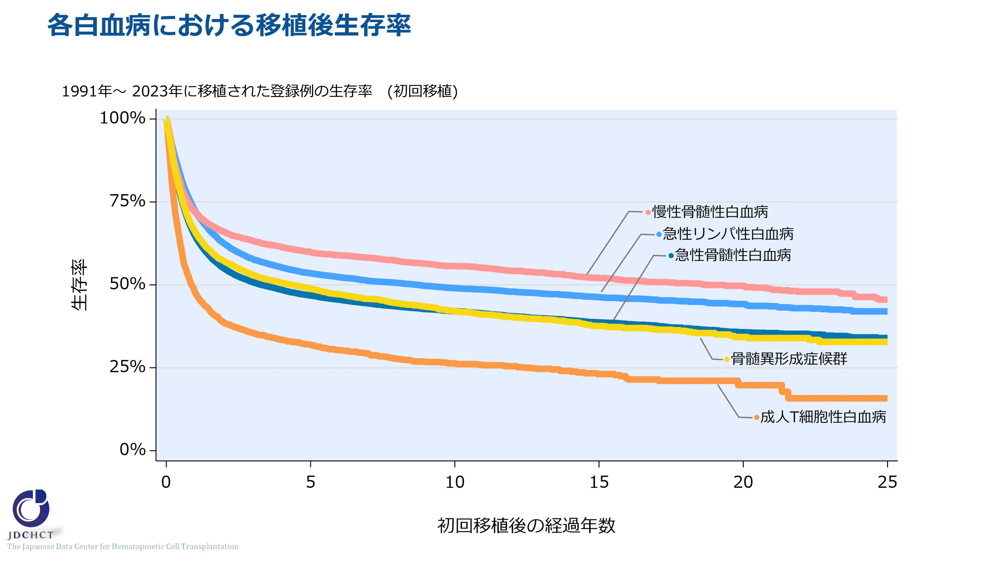 各白血病における移植後生存率
1991年～ 2023年に移植された登録例の生存率　(初回移植)
100%
75%
50%
25%
0%
生存率
慢性骨髄性白血病
急性リンパ性白血病
急性骨髄性白血病
骨髄異形成症候群
成人T細胞性白血病
0 5 10 15 20 25
初回移植後の経過年数
JDCHCT
The Japanese Data Center for Hematopoietic Cell Transplantation